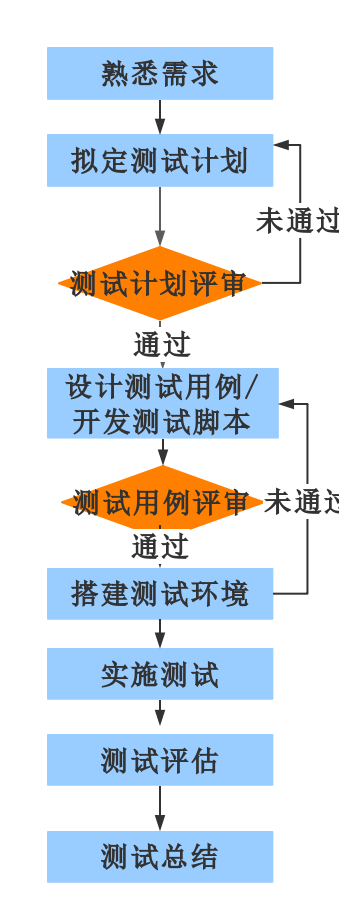 熟悉需求
拟定测试计划
未通过
测试计划评审
通过
设计测试用例/
开发测试脚本
测试用例评审
未通过
通过
搭建测试环境
实施测试
测试评估
测试总结